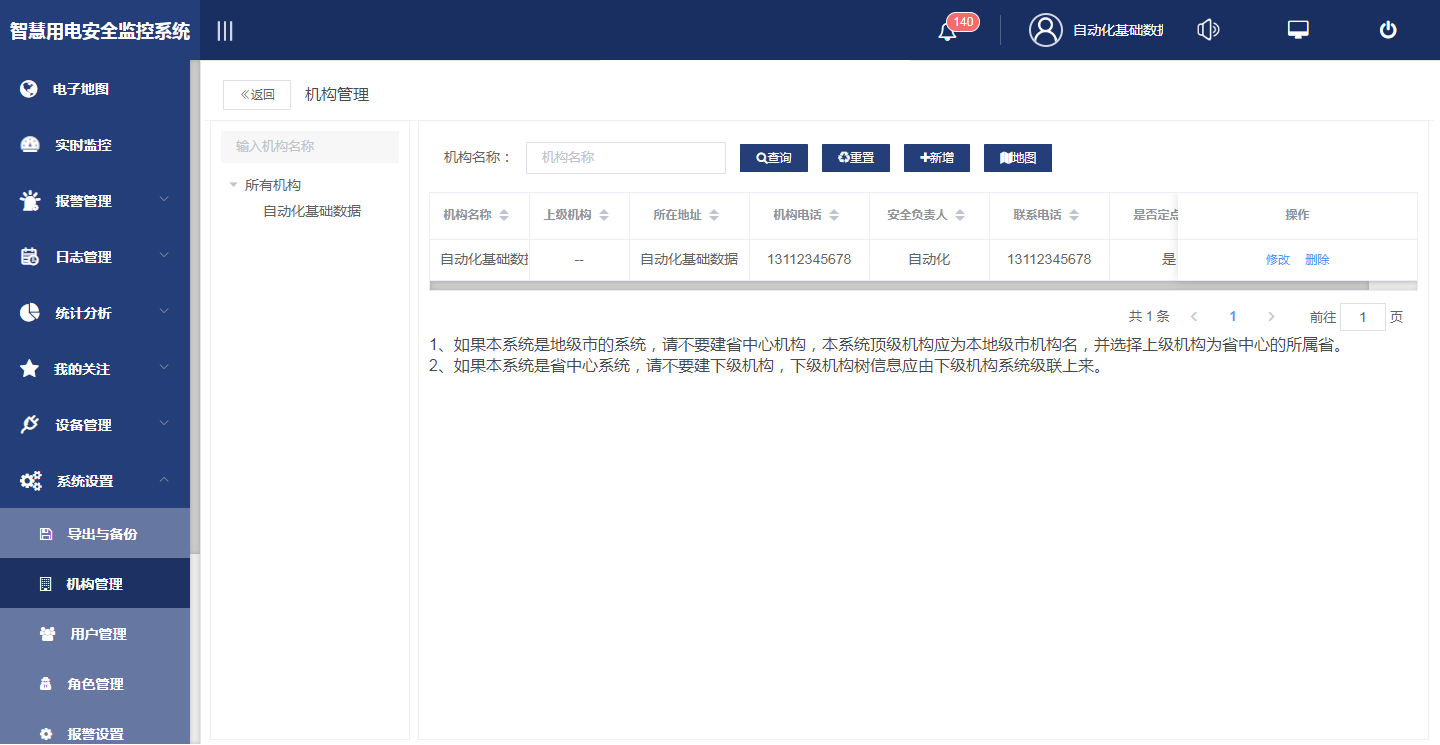 智慧用电安全监控系统
140
自动化基础数据
电子地图
实时监控
报警管理
日志管理
统计分析
我的关注
设备管理
系统设置
导出与备份
机构管理
用户管理
角色管理
报警设置
返回
机构管理
输入机构名称
所有机构
自动化基础数据
机构名称：
机构名称
查询
重置
新增
地图
机构名称 上级机构 所在地址 机构电话 安全负责人 联系电话 是否定点 操作
自动化基础数据 -- 自动化基础数据 13112345678 自动化 13112345678 是 修改 删除
共 1 条 1 前往 1 页
1、如果本系统是地级市的系统，请不要建省中心机构，本系统顶级机构应为本地级市机构名，并选择上级机构为省中心的所属省。
2、如果本系统是省中心系统，请不要建下级机构，下级机构树信息应由下级机构系统级联上来。